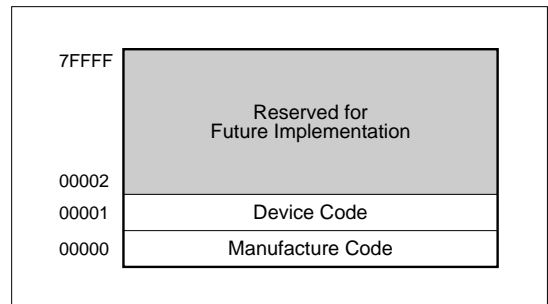 7FFFF
Reserved for
Future Implementation
00002
00001 Device Code
00000 Manufacture Code